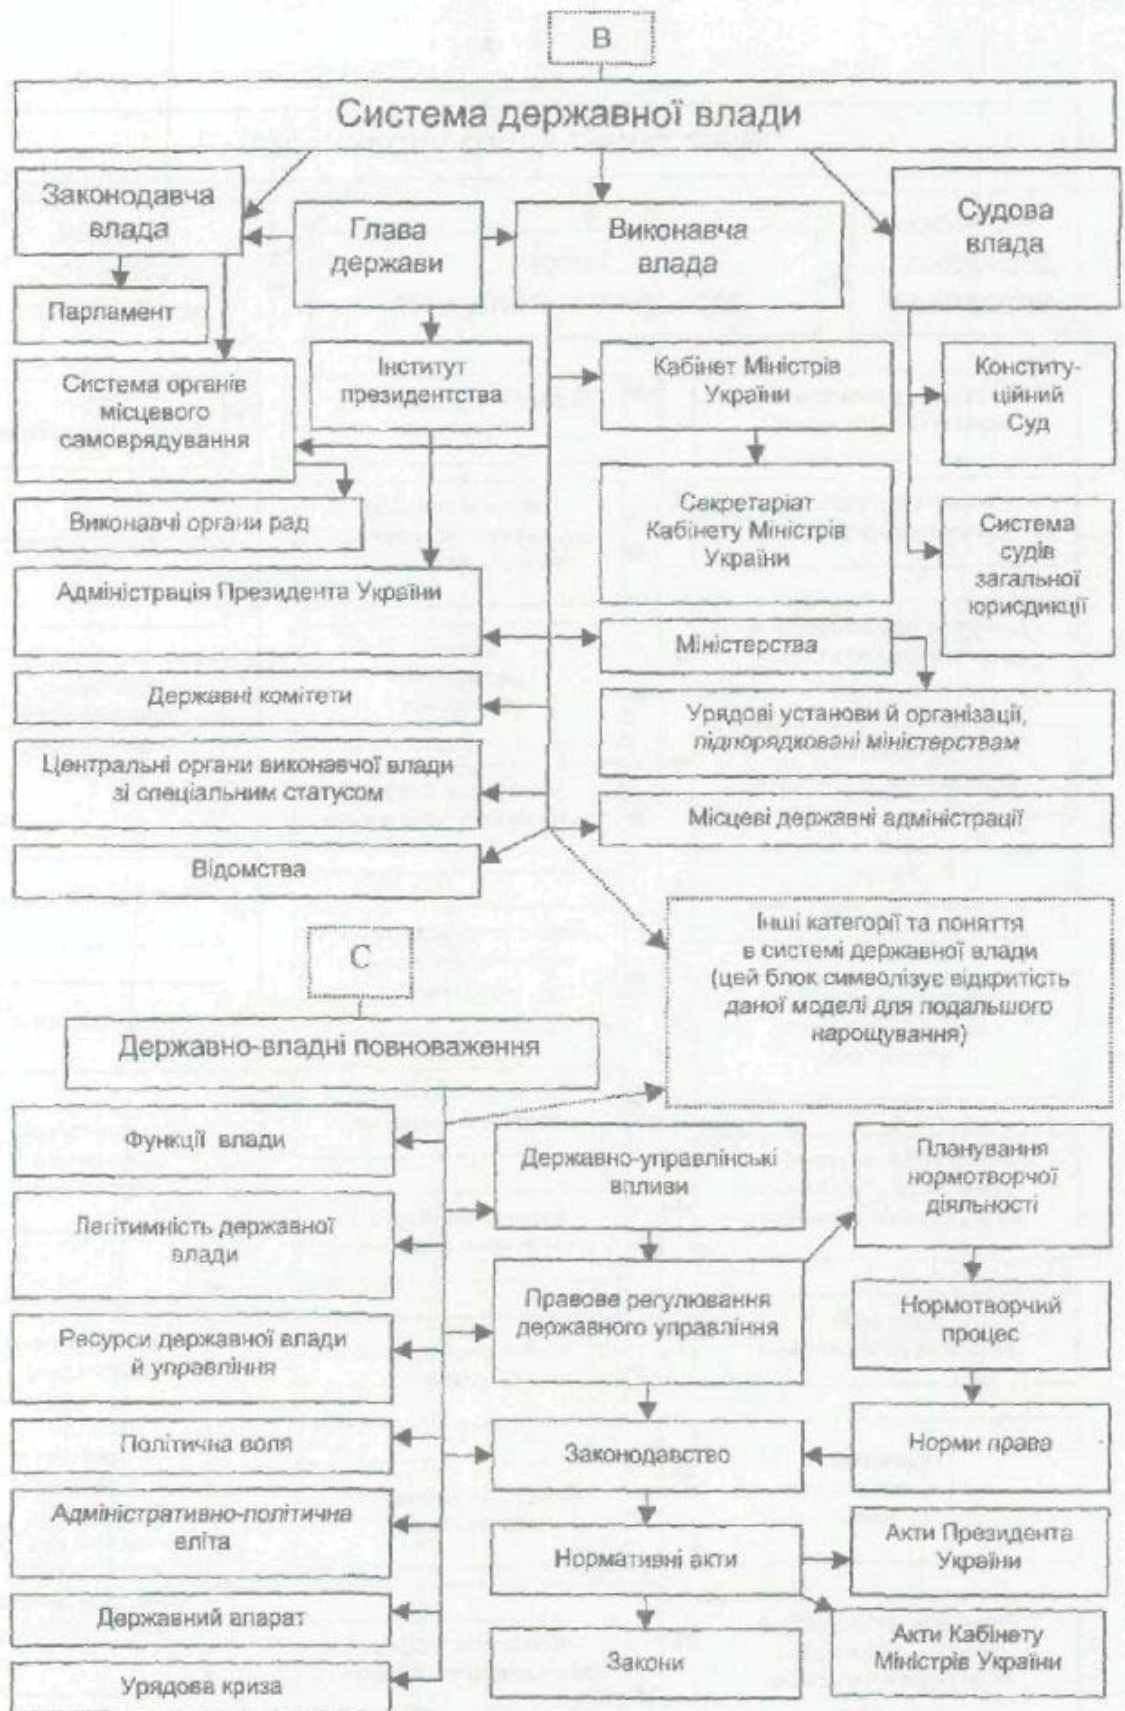 В
Система державної влади
Законодавча
влада
Глава
держави
Виконавча
влада
Судова
влада
Парламент
Система органів
місцевого
самоврядування
Інститут
президентства
Кабінет Міністрів
України
Конститу-
ційний
Суд
Виконавчі органи рад
Секретаріат
Кабінету Міністрів
України
Система
судів
загальної
юрисдикції
Адміністрація Президента України
Міністерства
Державні комітети
Урядові установи й організації,
підпорядковані міністерствам
Центральні органи виконавчої влади
зі спеціальним статусом
Місцеві державні адміністрації
Відомства
Інші категорії та поняття
в системі державної влади
(цей блок символізує відкритість
даної моделі для подальшого
нарощування)
С
Державно-владні повноваження
Функції влади
Державно-управлінські
впливи
Планування
нормотворчої
діяльності
Легітимність державної
влади
Правове регулювання
державного управління
Нормотворчий
процес
Ресурси державної влади
й управління
Політична воля
Законодавство
Норми права
Адміністративно-політична
еліта
Нормативні акти
Акти Президента
України
Державний апарат
Закони
Акти Кабінету
Міністрів України
Урядова криза